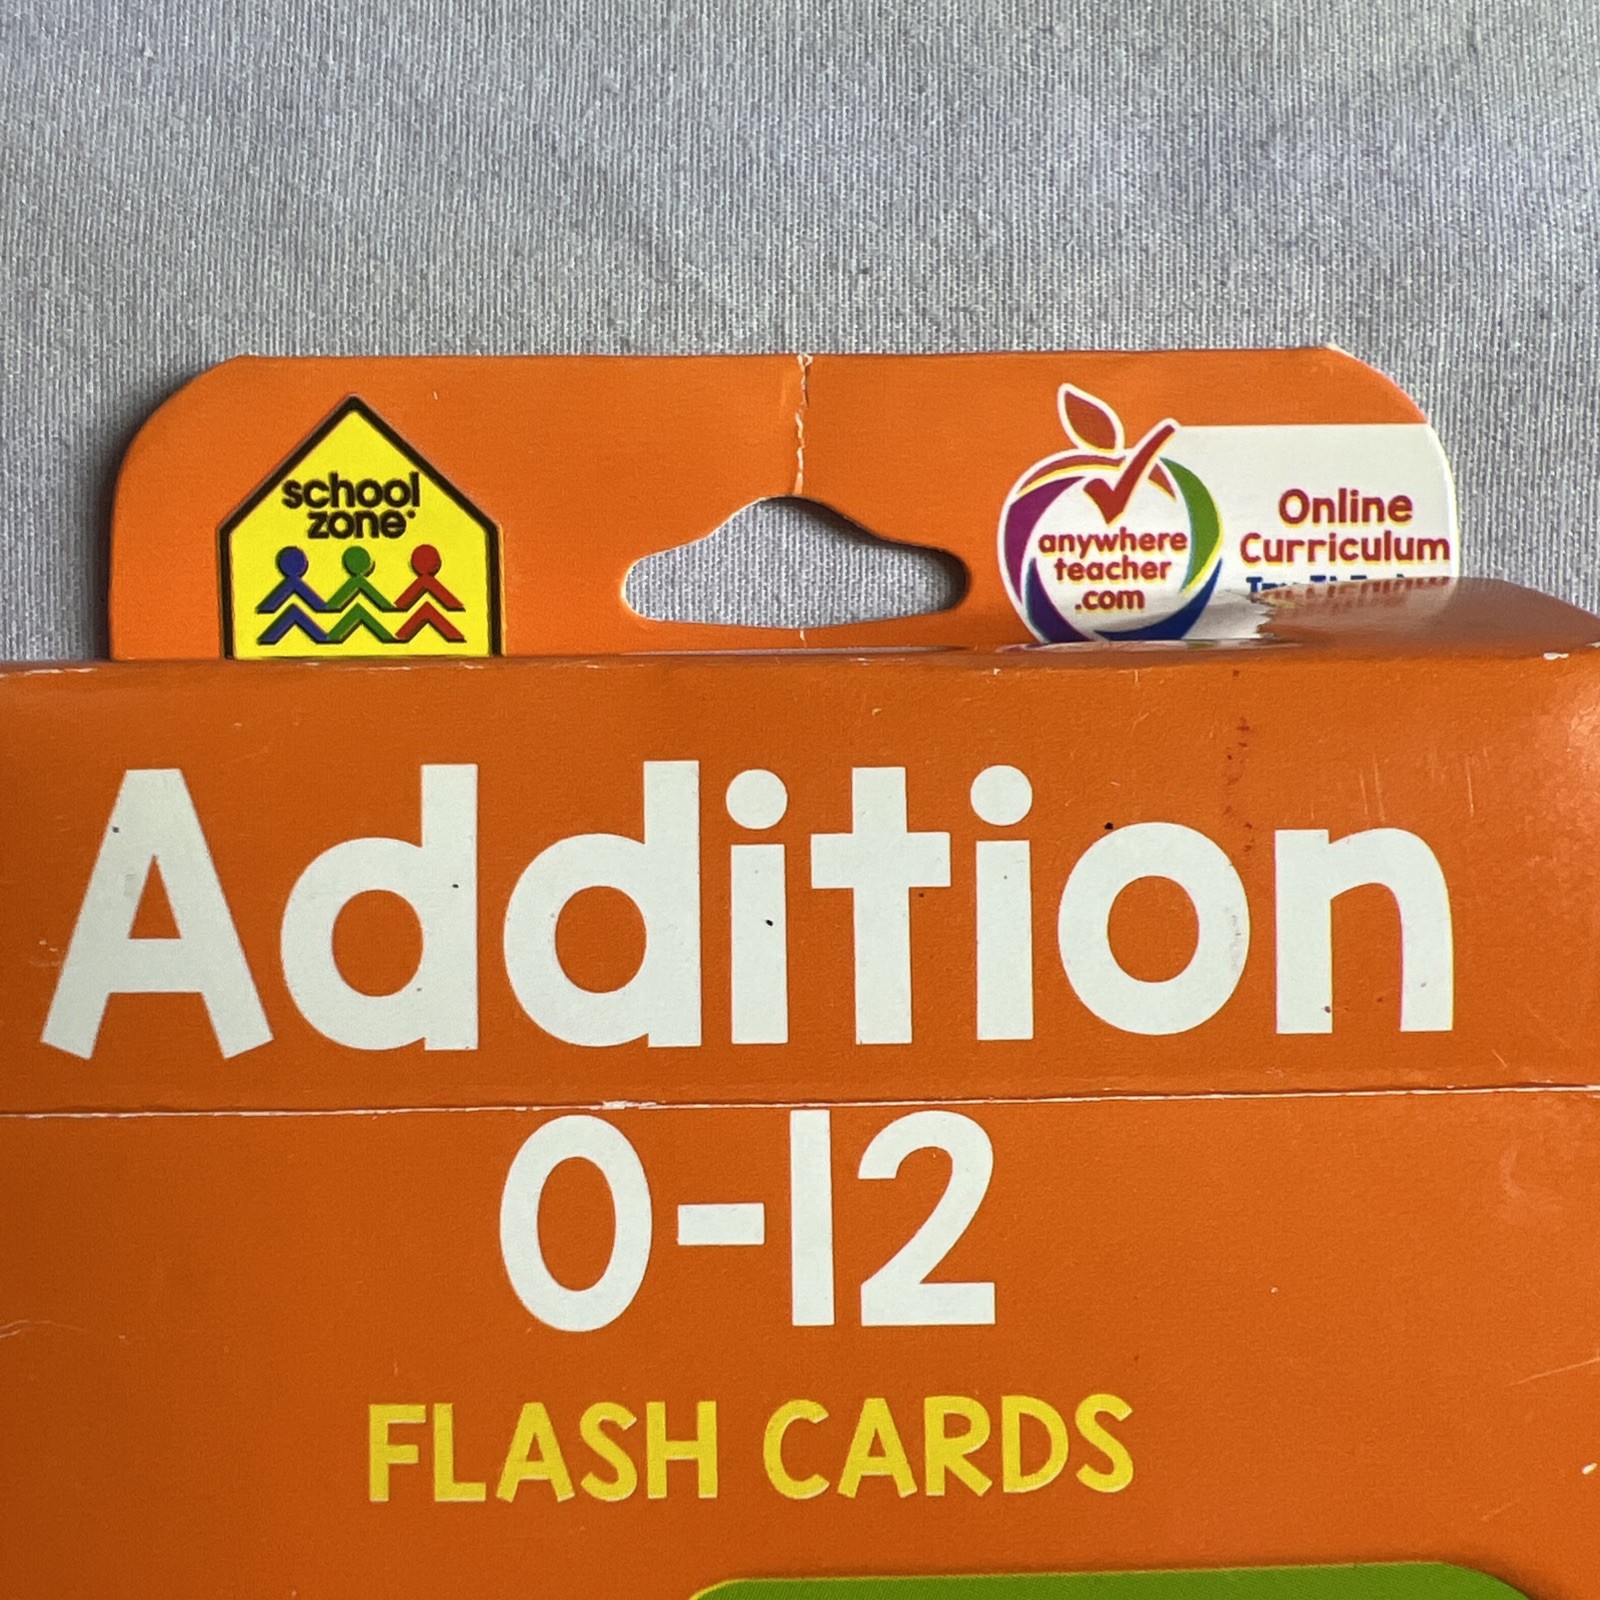 school
zone
anywhere
teacher
.com
Online
Curriculum
Addition
0-12
FLASH CARDS